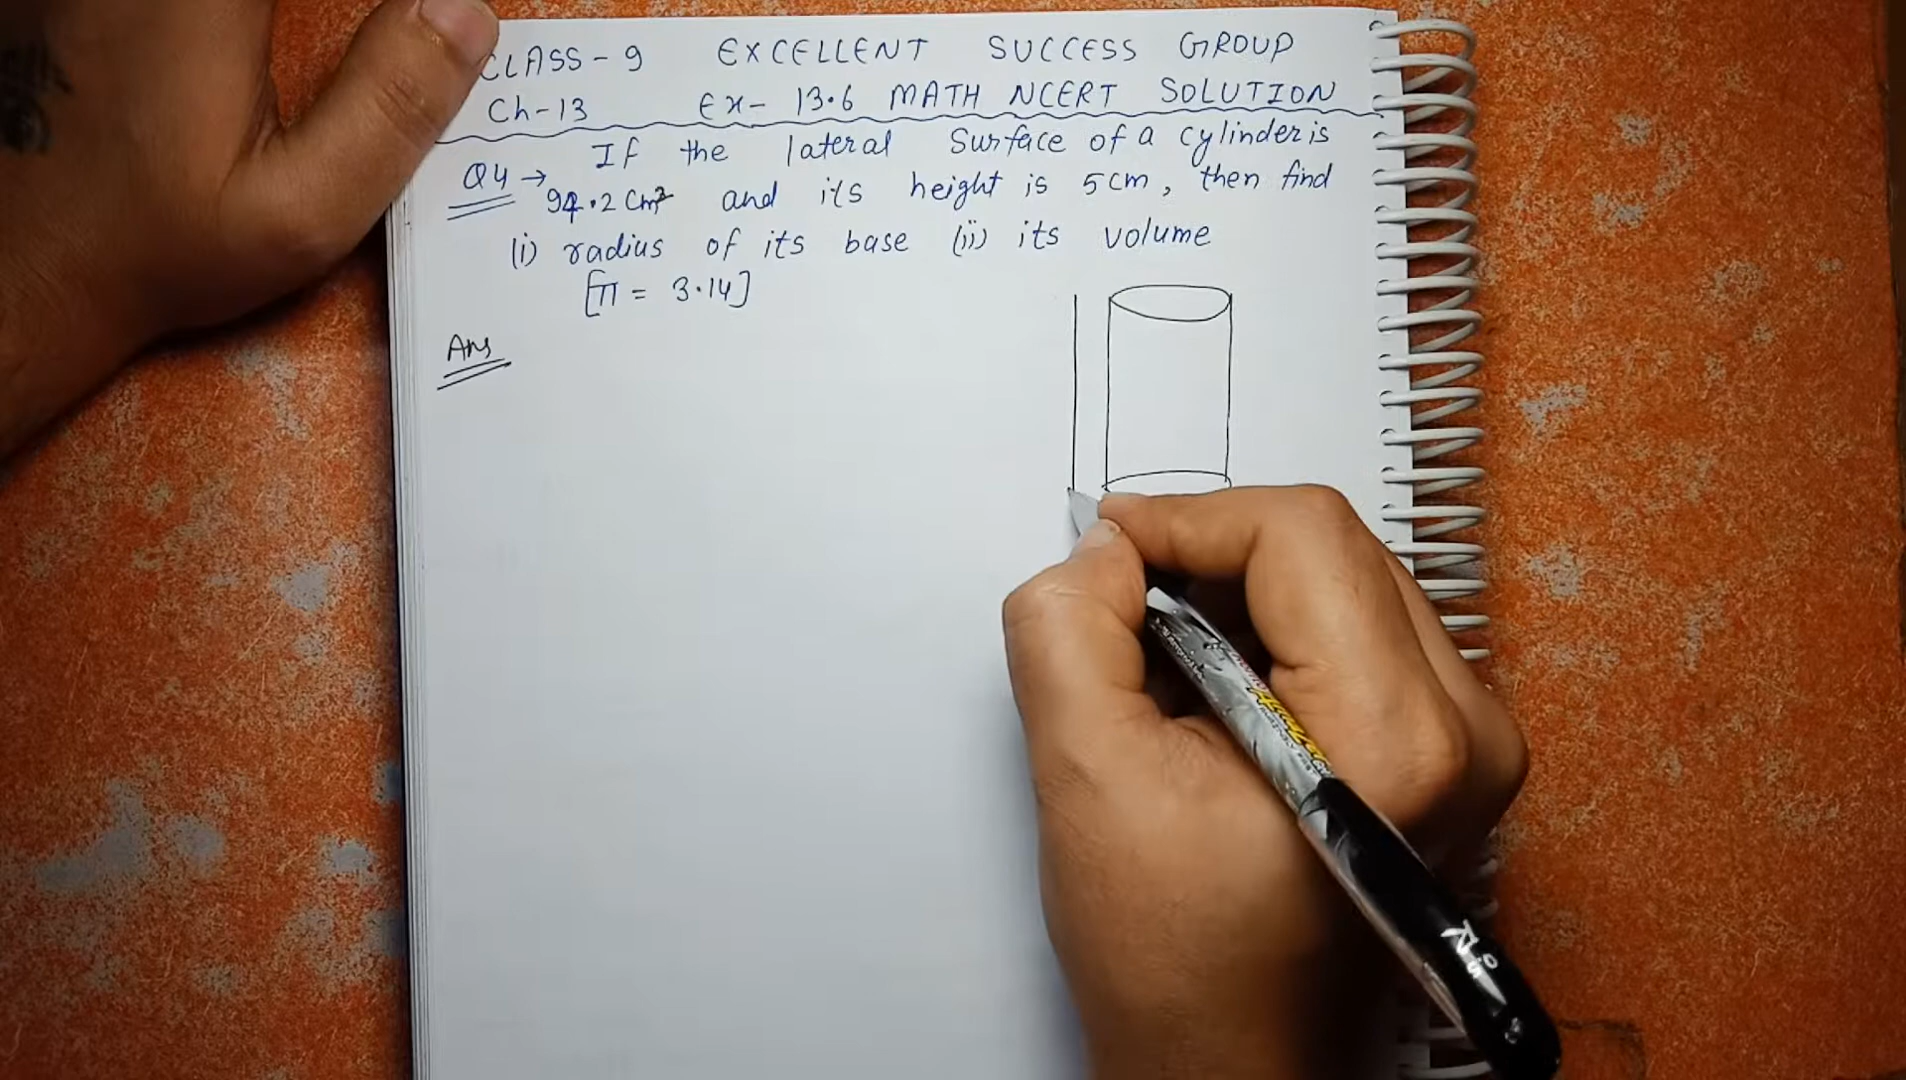 CLASS - 9 EXCELLENT SUCCESS GROUP
Ch-13 Ex- 13.6 MATH NCERT SOLUTION
Q4 → If the lateral Surface of a cylinder is
94.2 Cm² and its height is 5cm, then find
(i) radius of its base (ii) its volume
[π = 3.14]
Ans